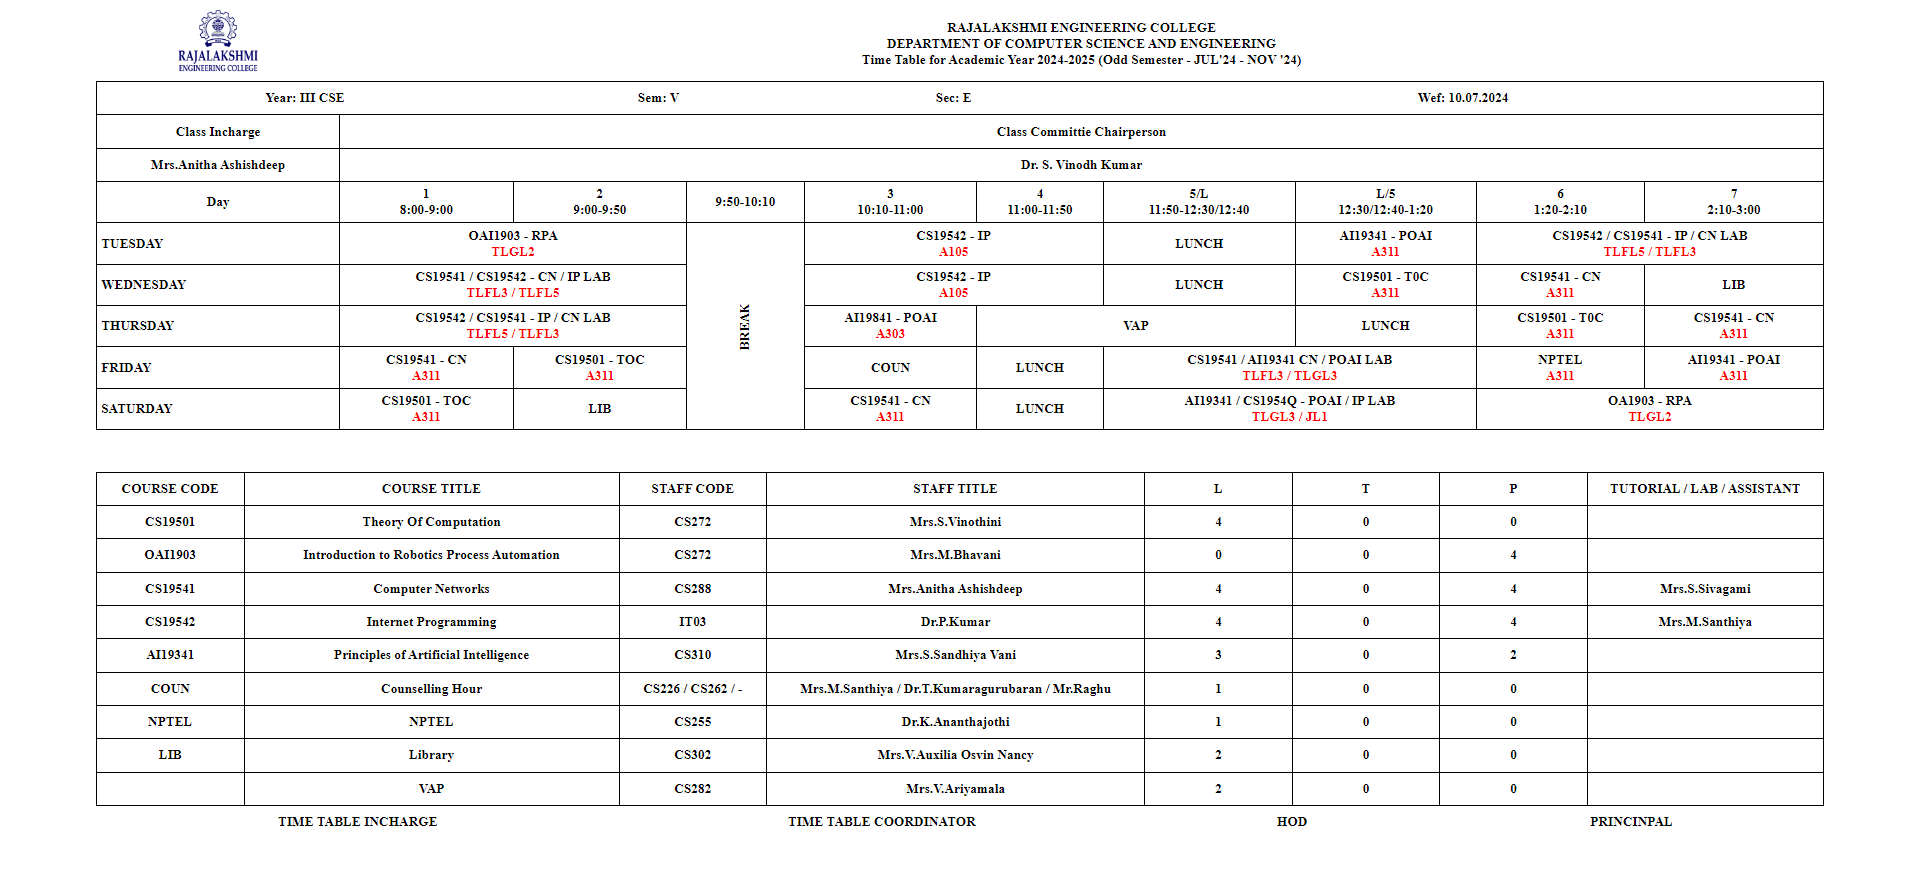 RAJALAKSHMI
ENGINEERING COLLEGE
RAJALAKSHMI ENGINEERING COLLEGE
DEPARTMENT OF COMPUTER SCIENCE AND ENGINEERING
Time Table for Academic Year 2024-2025 (Odd Semester - JUL'24 - NOV '24)
Year: III CSE Sem: V Sec: E Wef: 10.07.2024
Class Incharge Class Committie Chairperson
Mrs.Anitha Ashishdeep Dr. S. Vinodh Kumar
Day 1 2 9:50-10:10 3 4 5/L L/5 6 7
8:00-9:00 9:00-9:50 10:10-11:00 11:00-11:50 11:50-12:30/12:40 12:30/12:40-1:20 1:20-2:10 2:10-3:00
BREAK
TUESDAY OAI1903 - RPA CS19542 - IP LUNCH AI19341 - POAI CS19542 / CS19541 - IP / CN LAB
TLGL2 A105 A311 TLFL5 / TLFL3
WEDNESDAY CS19541 / CS19542 - CN / IP LAB CS19542 - IP LUNCH CS19501 - T0C CS19541 - CN LIB
TLFL3 / TLFL5 A105 A311 A311
THURSDAY CS19542 / CS19541 - IP / CN LAB AI19841 - POAI VAP LUNCH CS19501 - T0C CS19541 - CN
TLFL5 / TLFL3 A303 A311 A311
FRIDAY CS19541 - CN CS19501 - TOC COUN LUNCH CS19541 / AI19341 CN / POAI LAB NPTEL AI19341 - POAI
A311 A311 TLFL3 / TLGL3 A311 A311
SATURDAY CS19501 - TOC LIB CS19541 - CN LUNCH AI19341 / CS1954Q - POAI / IP LAB OA1903 - RPA
A311 A311 TLGL3 / JL1 TLGL2
COURSE CODE COURSE TITLE STAFF CODE STAFF TITLE L T P TUTORIAL / LAB / ASSISTANT
CS19501 Theory Of Computation CS272 Mrs.S.Vinothini 4 0 0
OAI1903 Introduction to Robotics Process Automation CS272 Mrs.M.Bhavani 0 0 4
CS19541 Computer Networks CS288 Mrs.Anitha Ashishdeep 4 0 4 Mrs.S.Sivagami
CS19542 Internet Programming IT03 Dr.P.Kumar 4 0 4 Mrs.M.Santhiya
AI19341 Principles of Artificial Intelligence CS310 Mrs.S.Sandhiya Vani 3 0 2
COUN Counselling Hour CS226 / CS262 / - Mrs.M.Santhiya / Dr.T.Kumaragurubaran / Mr.Raghu 1 0 0
NPTEL NPTEL CS255 Dr.K.Ananthajothi 1 0 0
LIB Library CS302 Mrs.V.Auxilia Osvin Nancy 2 0 0
VAP CS282 Mrs.V.Ariyamala 2 0 0
TIME TABLE INCHARGE TIME TABLE COORDINATOR HOD PRINCINPAL